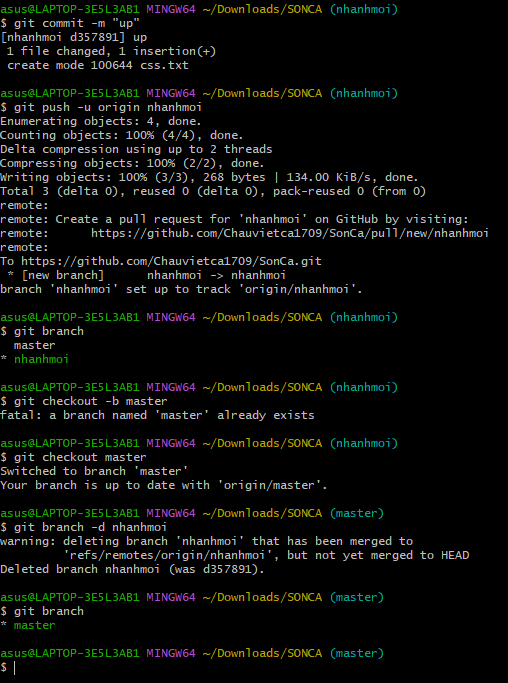 $ git commit -m "up"
[nhanhmoi d357891] up
 1 file changed, 1 insertion(+)
 create mode 100644 css.txt
asus@LAPTOP-3E5L3AB1 MINGW64 ~/Downloads/SONCA (nhanhmoi)
$ git push -u origin nhanhmoi
Enumerating objects: 4, done.
Counting objects: 100% (4/4), done.
Delta compression using up to 2 threads
Compressing objects: 100% (2/2), done.
Writing objects: 100% (3/3), 268 bytes | 134.00 KiB/s, done.
Total 3 (delta 0), reused 0 (delta 0), pack-reused 0 (from 0)
remote:
remote: Create a pull request for 'nhanhmoi' on GitHub by visiting:
remote:      https://github.com/Chauvietca1709/SonCa/pull/new/nhanhmoi
remote:
To https://github.com/Chauvietca1709/SonCa.git
 * [new branch]      nhanhmoi -> nhanhmoi
branch 'nhanhmoi' set up to track 'origin/nhanhmoi'.
asus@LAPTOP-3E5L3AB1 MINGW64 ~/Downloads/SONCA (nhanhmoi)
$ git branch
  master
* nhanhmoi
asus@LAPTOP-3E5L3AB1 MINGW64 ~/Downloads/SONCA (nhanhmoi)
$ git checkout -b master
fatal: a branch named 'master' already exists
asus@LAPTOP-3E5L3AB1 MINGW64 ~/Downloads/SONCA (nhanhmoi)
$ git checkout master
Switched to branch 'master'
Your branch is up to date with 'origin/master'.
asus@LAPTOP-3E5L3AB1 MINGW64 ~/Downloads/SONCA (master)
$ git branch -d nhanhmoi
warning: deleting branch 'nhanhmoi' that has been merged to
         'refs/remotes/origin/nhanhmoi', but not yet merged to HEAD
Deleted branch nhanhmoi (was d357891).
asus@LAPTOP-3E5L3AB1 MINGW64 ~/Downloads/SONCA (master)
$ git branch
* master
asus@LAPTOP-3E5L3AB1 MINGW64 ~/Downloads/SONCA (master)
$